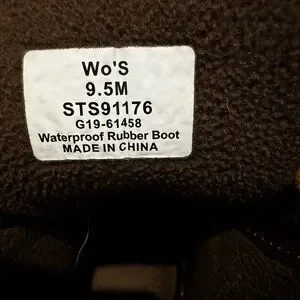 Wo'S
9.5M
STS91176
G19-61458
Waterproof Rubber Boot
MADE IN CHINA